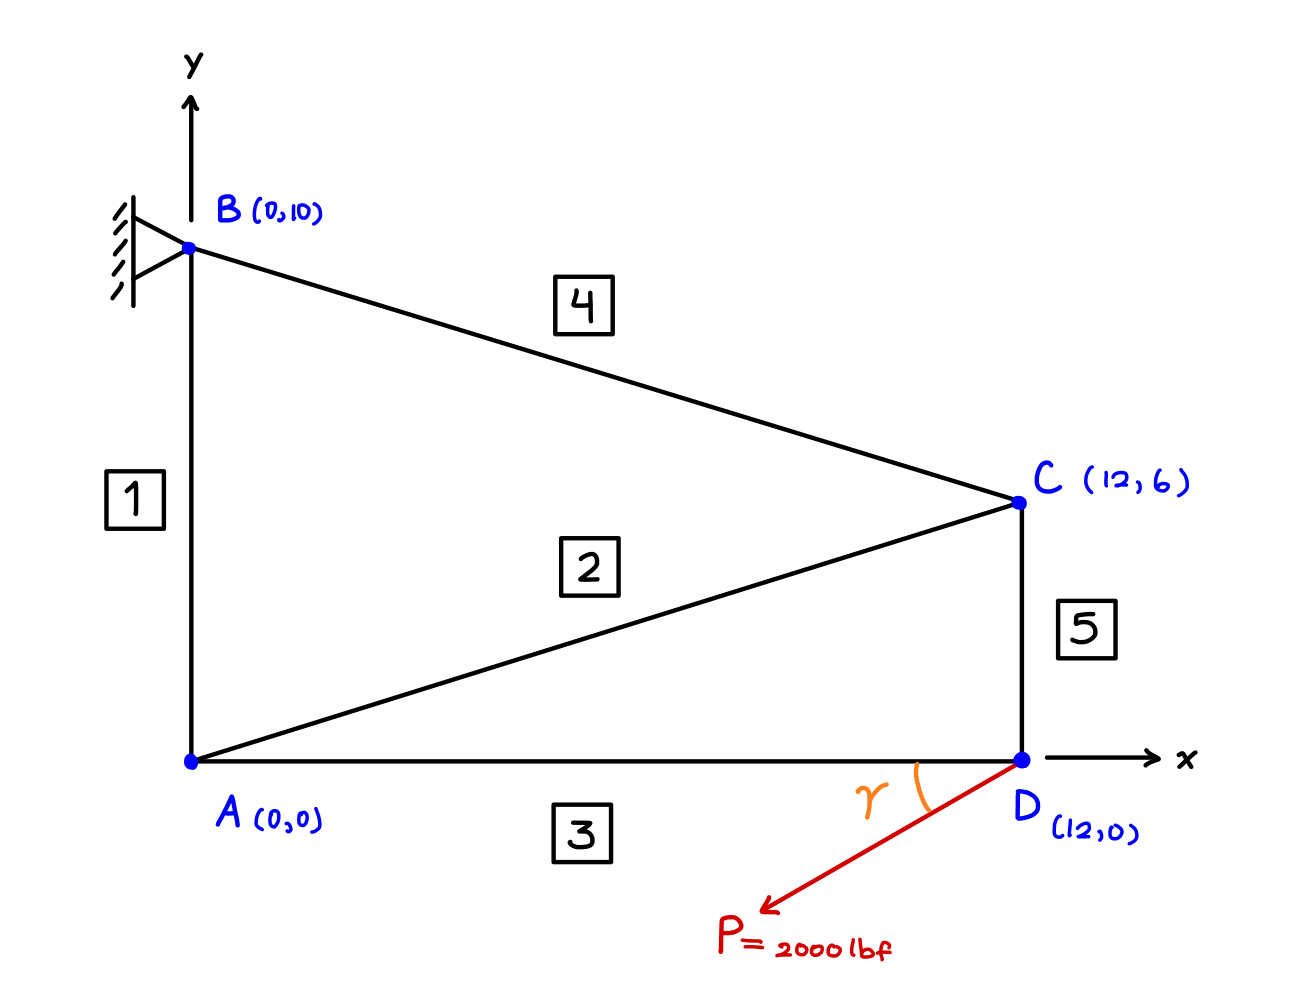 y
B (0,10)
4
C (12,6)
1
2
5
x
A (0,0)
3
γ
D (12,0)
P= 2000 lbf